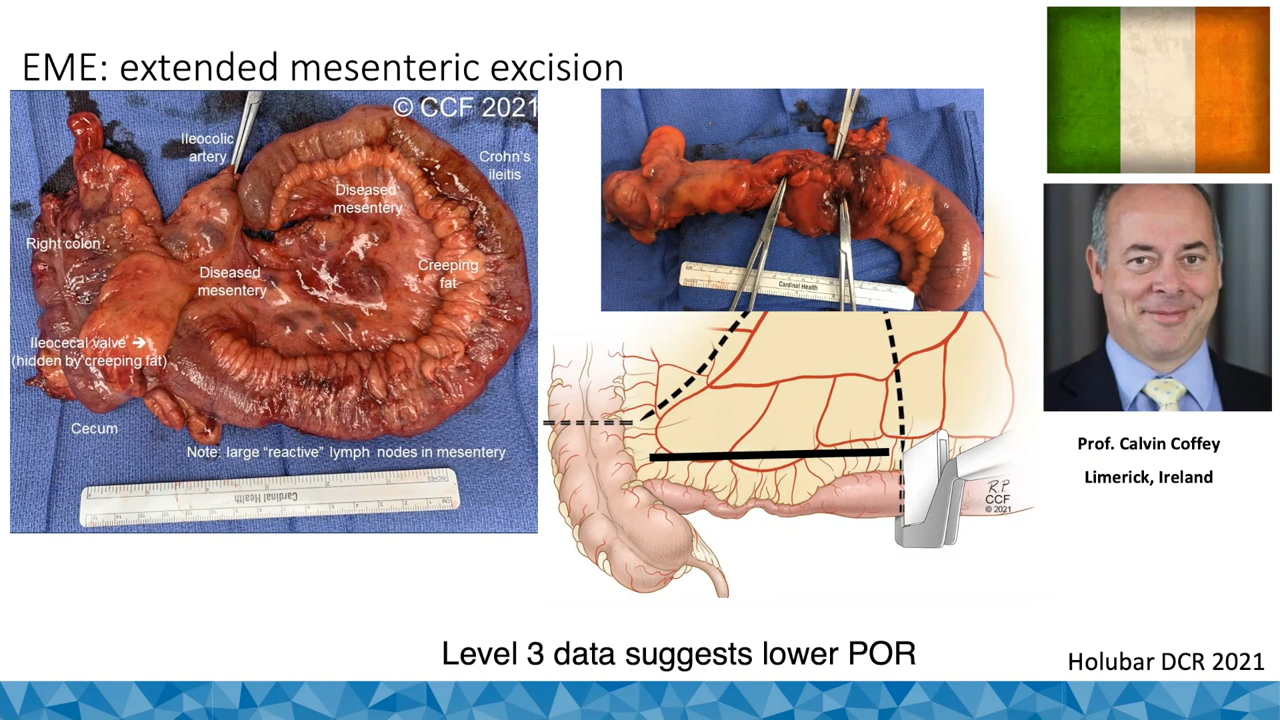 EME: extended mesenteric excision
© CCF 2021
Ileocolic
artery
Crohn's
ileitis
Diseased
mesentery
Right colon
Diseased
mesentery
Creeping
fat
Ileocecal valve ➔
(hidden by creeping fat)
Cecum
Note: large "reactive" lymph nodes in mesentery
Cardinal Health
INCHES
CM
Cardinal Health
R.P.
CCF
© 2021
Prof. Calvin Coffey
Limerick, Ireland
Level 3 data suggests lower POR
Holubar DCR 2021